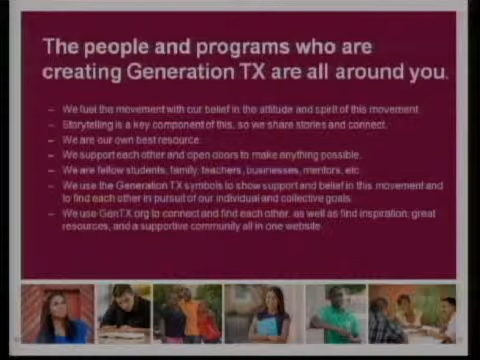 The people and programs who are
creating Generation TX are all around you.
– We fuel the movement with our belief in the attitude and spirit of this movement.
– Storytelling is a key component of this, so we share stories and connect.
– We are our own best resource.
– We support each other and open doors to make anything possible.
– We are fellow students, family, teachers, businesses, mentors, etc.
– We use the Generation TX symbols to show support and belief in this movement and
to find each other in pursuit of our individual and collective goals.
– We use GenTX.org to connect and find each other, as well as find inspiration, great
resources, and a supportive community all in one website.